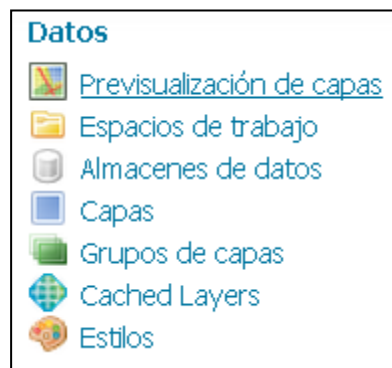 Datos
Previsualización de capas
Espacios de trabajo
Almacenes de datos
Capas
Grupos de capas
Cached Layers
Estilos